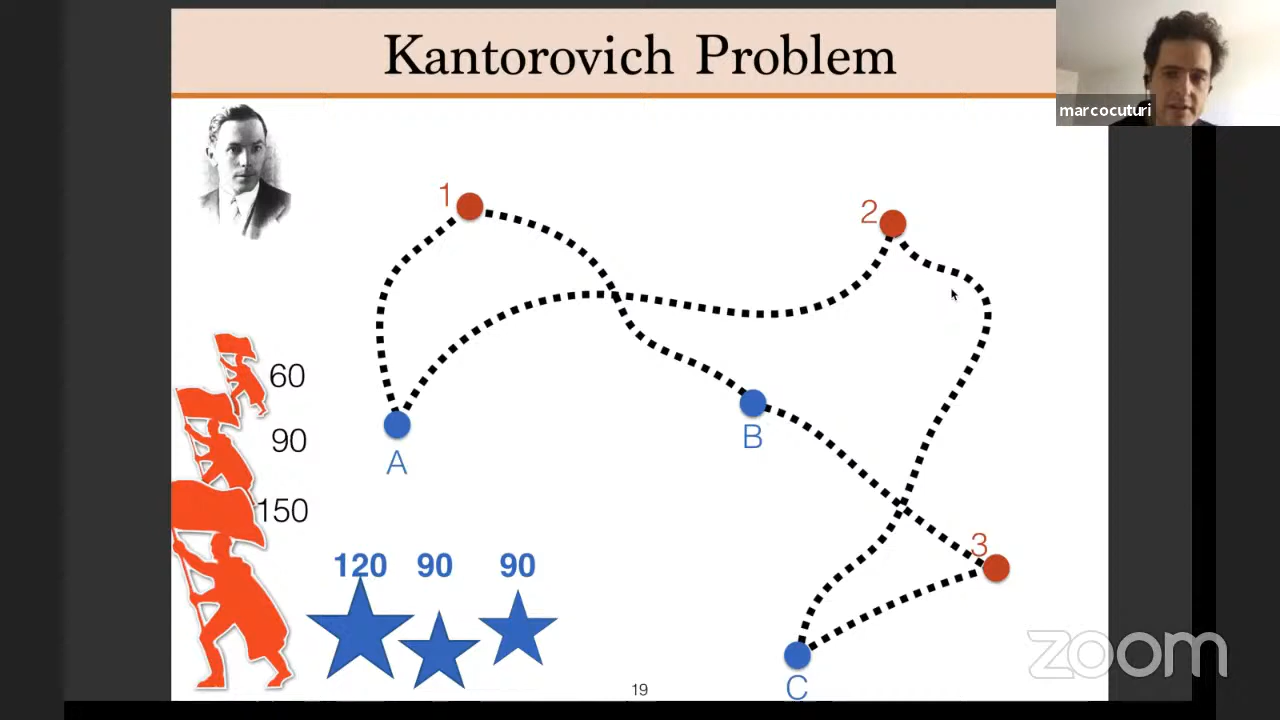 Kantorovich Problem
marcocuturi
1
2
60
90
150
A
B
120 90 90
3
C
19
zoom